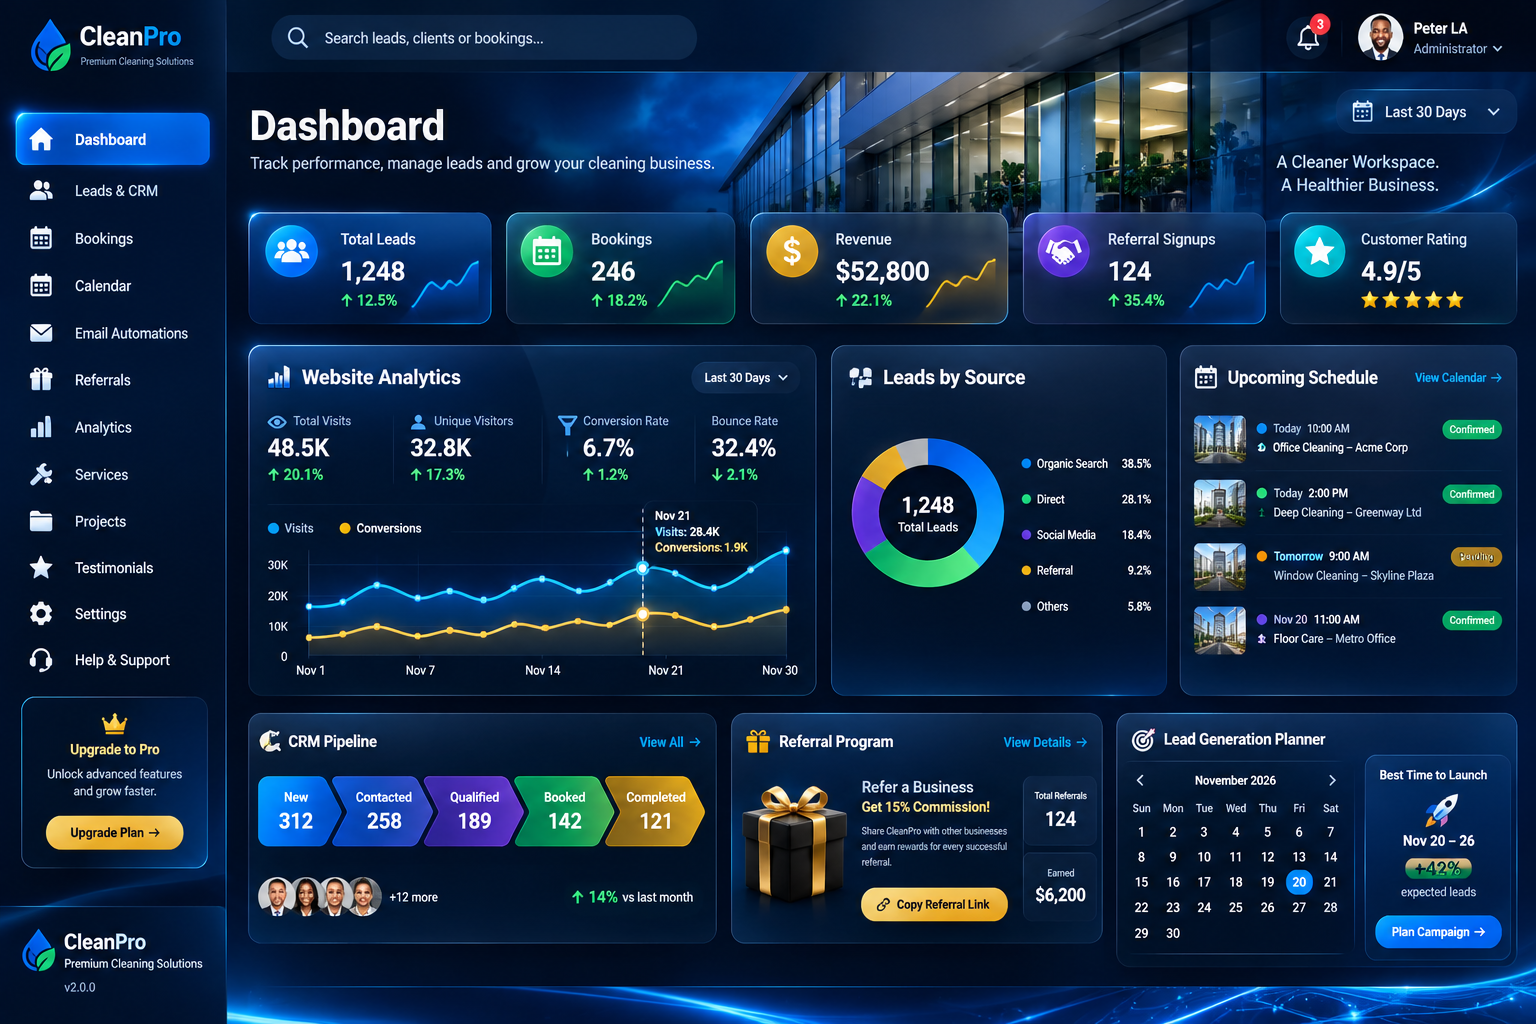 CleanPro
Premium Cleaning Solutions
Search leads, clients or bookings...
3
Peter LA
Administrator
Dashboard
Leads & CRM
Bookings
Calendar
Email Automations
Referrals
Analytics
Services
Projects
Testimonials
Settings
Help & Support
Upgrade to Pro
Unlock advanced features
and grow faster.
Upgrade Plan →
CleanPro
Premium Cleaning Solutions
v2.0.0
Dashboard
Track performance, manage leads and grow your cleaning business.
Last 30 Days
A Cleaner Workspace.
A Healthier Business.
Total Leads
1,248
↑ 12.5%
Bookings
246
↑ 18.2%
$
Revenue
$52,800
↑ 22.1%
Referral Signups
124
↑ 35.4%
Customer Rating
4.9/5
Website Analytics
Last 30 Days
Total Visits
48.5K
↑ 20.1%
Unique Visitors
32.8K
↑ 17.3%
Conversion Rate
6.7%
↑ 1.2%
Bounce Rate
32.4%
↓ 2.1%
Visits
Conversions
Nov 21
Visits: 28.4K
Conversions: 1.9K
30K
20K
10K
0
Nov 1
Nov 7
Nov 14
Nov 21
Nov 30
Leads by Source
1,248
Total Leads
Organic Search 38.5%
Direct 28.1%
Social Media 18.4%
Referral 9.2%
Others 5.8%
Upcoming Schedule
View Calendar →
Today 10:00 AM
Office Cleaning – Acme Corp
Confirmed
Today 2:00 PM
Deep Cleaning – Greenway Ltd
Confirmed
Tomorrow 9:00 AM
Window Cleaning – Skyline Plaza
Nov 20 11:00 AM
Floor Care – Metro Office
Confirmed
CRM Pipeline
View All →
New
312
Contacted
258
Qualified
189
Booked
142
Completed
121
+12 more
↑ 14% vs last month
Referral Program
View Details →
Refer a Business
Get 15% Commission!
Share CleanPro with other businesses
and earn rewards for every successful
referral.
Copy Referral Link
Total Referrals
124
Earned
$6,200
Lead Generation Planner
November 2026
Sun Mon Tue Wed Thu Fri Sat
1 2 3 4 5 6 7
8 9 10 11 12 13 14
15 16 17 18 19 20 21
22 23 24 25 26 27 28
29 30
Best Time to Launch
Nov 20 – 26
+42%
expected leads
Plan Campaign →